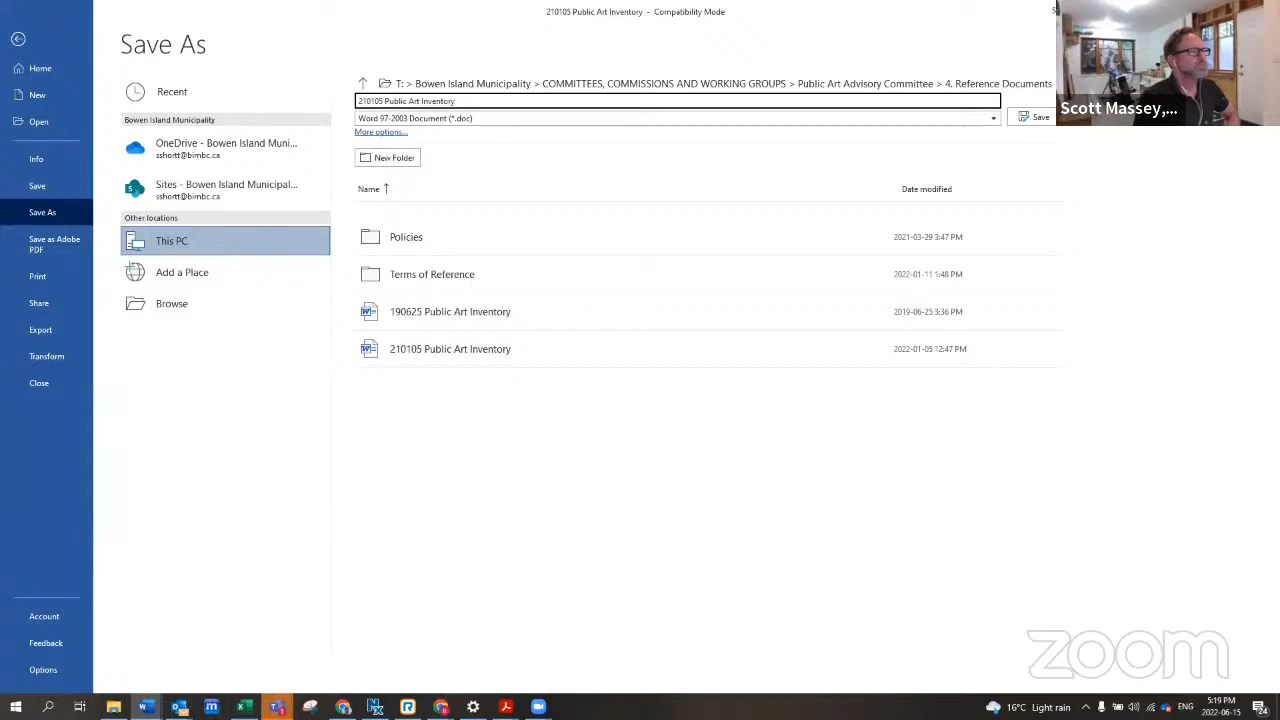 210105 Public Art Inventory - Compatibility Mode
S
Save As
Home
New
Open
Info
Save
Save As
Save as Adobe
PDF
Print
Share
Export
Transform
Close
Account
Feedback
Options
Recent
Bowen Island Municipality
OneDrive - Bowen Island Muni...
sshortt@bimbc.ca
Sites - Bowen Island Municipal...
sshortt@bimbc.ca
Other locations
This PC
Add a Place
Browse
T: > Bowen Island Municipality > COMMITTEES, COMMISSIONS AND WORKING GROUPS > Public Art Advisory Committee > 4. Reference Documents
210105 Public Art Inventory
Word 97-2003 Document (*.doc)
Save
More options...
New Folder
Name ↑ Date modified
Policies 2021-03-29 3:47 PM
Terms of Reference 2022-01-11 1:48 PM
190625 Public Art Inventory 2019-06-25 3:36 PM
210105 Public Art Inventory 2022-01-05 12:47 PM
Scott Massey,...
zoom
16°C Light rain
ENG
5:19 PM
2022-06-15
24